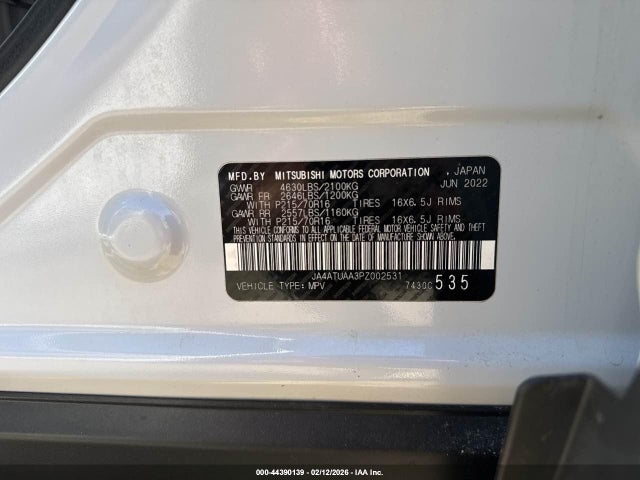 MFD.BY MITSUBISHI MOTORS CORPORATION , JAPAN
GVWR 4630LBS/2100KG JUN 2022
GAWR FR 2646LBS/1200KG
WITH P215/70R16 TIRES 16X6.5J RIMS
GAWR RR 2557LBS/1160KG
WITH P215/70R16 TIRES 16X6.5J RIMS
THIS VEHICLE CONFORMS TO ALL APPLICABLE FEDERAL MOTOR VEHICLE SAFETY AND
THEFT PREVENTION STANDARDS IN EFFECT ON THE DATE OF MANUFACTURE SHOWN ABOVE.
JA4ATUAA3PZ002531
VEHICLE TYPE: MPV 7430C 535
000-44390139 - 02/12/2026 - IAA Inc.